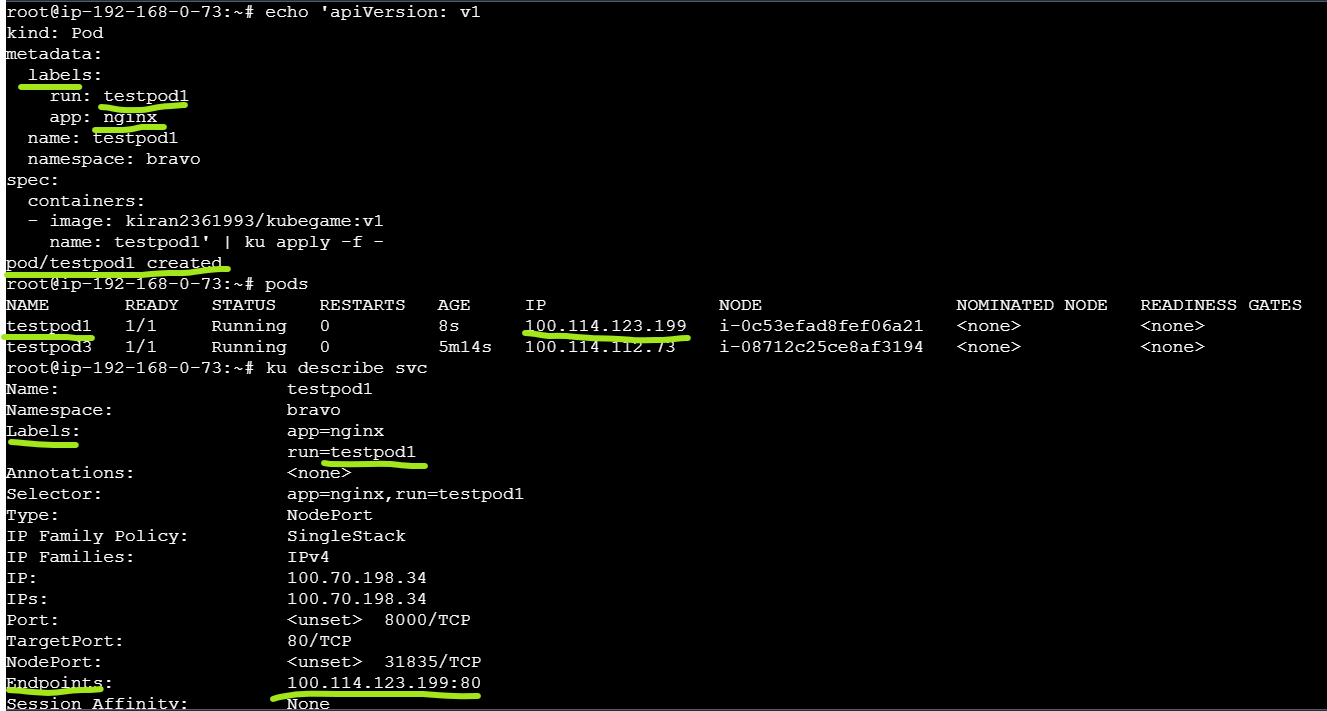 root@ip-192-168-0-73:~# echo 'apiVersion: v1
kind: Pod
metadata:
  labels:
    run: testpod1
    app: nginx
  name: testpod1
  namespace: bravo
spec:
  containers:
  - image: kiran2361993/kubegame:v1
    name: testpod1' | ku apply -f -
pod/testpod1 created
root@ip-192-168-0-73:~# pods
NAME       READY   STATUS    RESTARTS   AGE     IP                NODE                  NOMINATED NODE   READINESS GATES
testpod1   1/1     Running   0          8s      100.114.123.199   i-0c53efad8fef06a21   <none>           <none>
testpod3   1/1     Running   0          5m14s   100.114.112.73    i-08712c25ce8af3194   <none>           <none>
root@ip-192-168-0-73:~# ku describe svc
Name:                     testpod1
Namespace:                bravo
Labels:                   app=nginx
                          run=testpod1
Annotations:              <none>
Selector:                 app=nginx,run=testpod1
Type:                     NodePort
IP Family Policy:         SingleStack
IP Families:              IPv4
IP:                       100.70.198.34
IPs:                      100.70.198.34
Port:                     <unset>  8000/TCP
TargetPort:               80/TCP
NodePort:                 <unset>  31835/TCP
Endpoints:                100.114.123.199:80
Session Affinity:         None